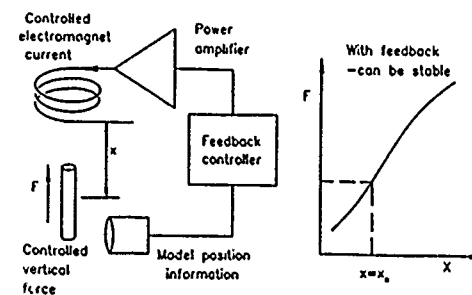 Controlled
electromagnet
current
Power
amplifier
With feedback
-can be stable
F
x
Feedback
controller
F
Controlled
vertical
force
Model position
information
x=x₀
X